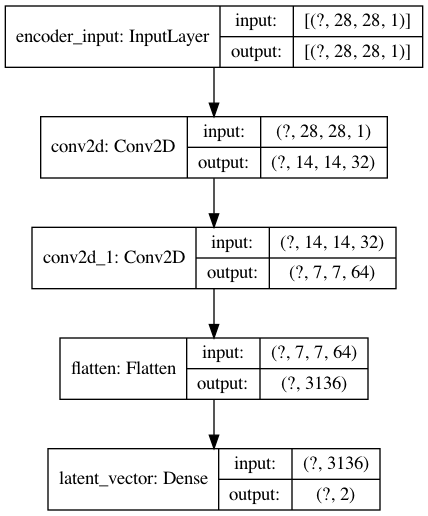 encoder_input: InputLayer
input: [(?, 28, 28, 1)]
output: [(?, 28, 28, 1)]
conv2d: Conv2D
input: (?, 28, 28, 1)
output: (?, 14, 14, 32)
conv2d_1: Conv2D
input: (?, 14, 14, 32)
output: (?, 7, 7, 64)
flatten: Flatten
input: (?, 7, 7, 64)
output: (?, 3136)
latent_vector: Dense
input: (?, 3136)
output: (?, 2)